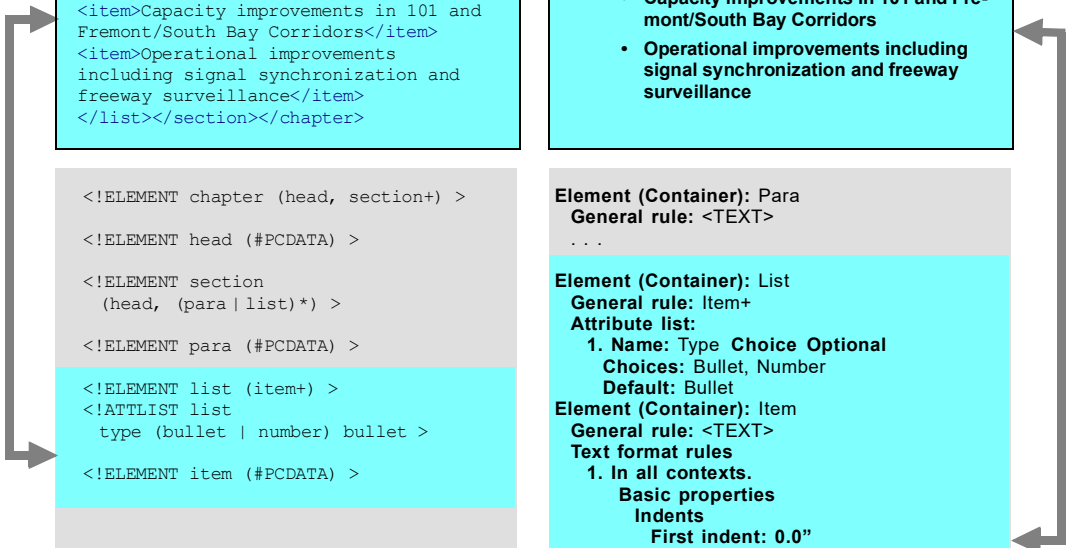 <item>Capacity improvements in 101 and
Fremont/South Bay Corridors</item>
<item>Operational improvements
including signal synchronization and
freeway surveillance</item>
</list></section></chapter>
• Capacity improvements in 101 and Fre-
mont/South Bay Corridors
• Operational improvements including
signal synchronization and freeway
surveillance
<!ELEMENT chapter (head, section+) >
<!ELEMENT head (#PCDATA) >
<!ELEMENT section
(head, (para | list)*) >
<!ELEMENT para (#PCDATA) >
<!ELEMENT list (item+) >
<!ATTLIST list
type (bullet | number) bullet >
<!ELEMENT item (#PCDATA) >
Element (Container): Para
General rule: <TEXT>
. . .
Element (Container): List
General rule: Item+
Attribute list:
1. Name: Type Choice Optional
Choices: Bullet, Number
Default: Bullet
Element (Container): Item
General rule: <TEXT>
Text format rules
1. In all contexts.
Basic properties
Indents
First indent: 0.0”